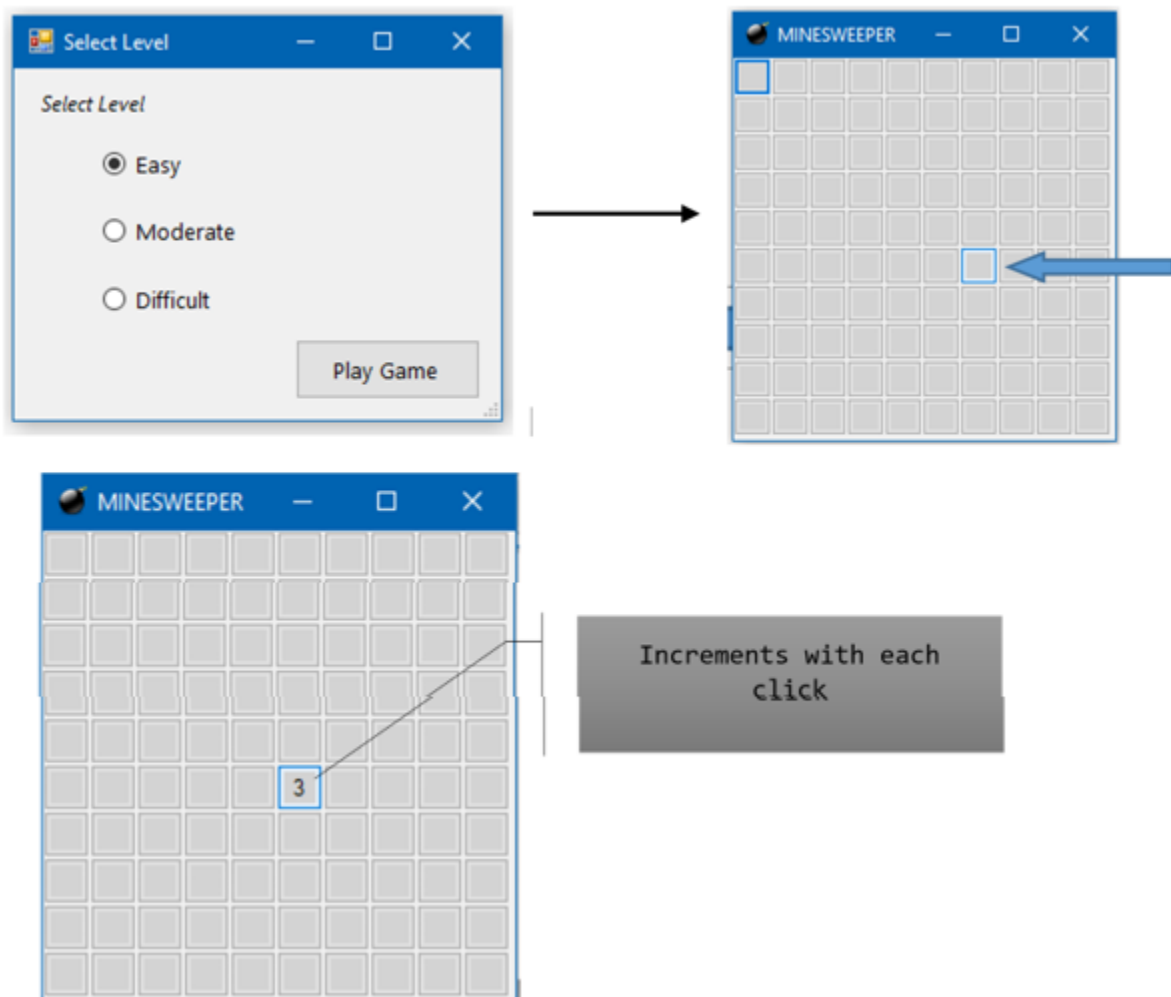 Select Level
MINESWEEPER
Select Level
Easy
Moderate
Difficult
Play Game
MINESWEEPER
3
Increments with each
click